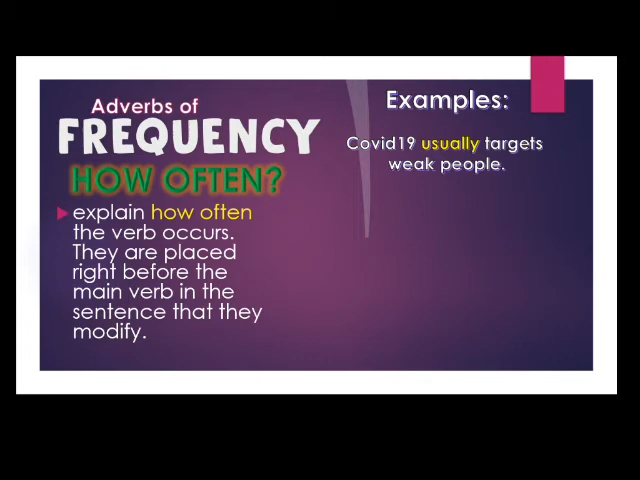 Adverbs of
FREQUENCY
HOW OFTEN?
explain how often
the verb occurs.
They are placed
right before the
main verb in the
sentence that they
modify.
Examples:
Covid19 usually targets
weak people.